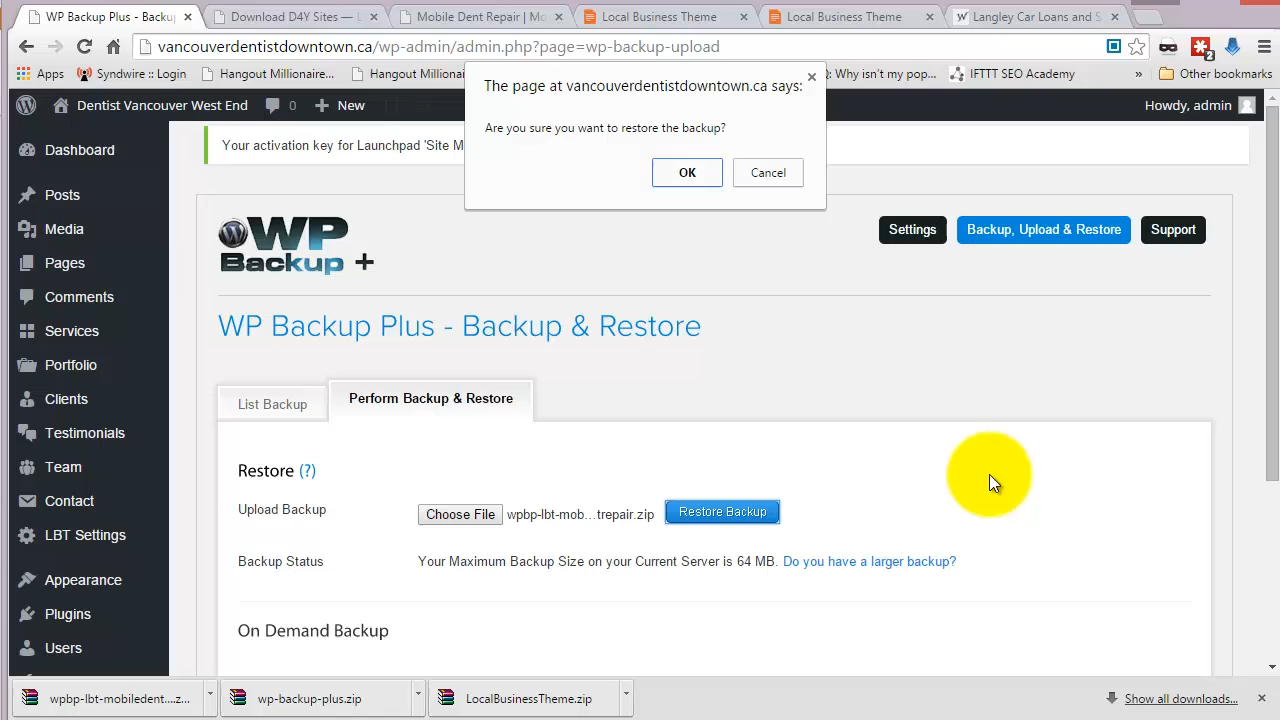 WP Backup Plus - Backup
Download D4Y Sites — L
Mobile Dent Repair | Mo
Local Business Theme
Local Business Theme
Langley Car Loans and S
vancouverdentistdowntown.ca/wp-admin/admin.php?page=wp-backup-upload
2
Apps
Syndwire :: Login
Hangout Millionaire...
Hangout Million
Q: Why isn't my pop...
IFTTT SEO Academy
»
Other bookmarks
The page at vancouverdentistdowntown.ca says:
Are you sure you want to restore the backup?
OK
Cancel
Dentist Vancouver West End
0
New
Howdy, admin
Your activation key for Launchpad 'Site M
Dashboard
Posts
Media
Pages
Comments
Services
Portfolio
Clients
Testimonials
Team
Contact
LBT Settings
Appearance
Plugins
Users
WP
Backup +
Settings
Backup, Upload & Restore
Support
WP Backup Plus - Backup & Restore
List Backup
Perform Backup & Restore
Restore (?)
Upload Backup
Choose File
wpbp-lbt-mob...trepair.zip
Restore Backup
Backup Status
Your Maximum Backup Size on your Current Server is 64 MB. Do you have a larger backup?
On Demand Backup
wpbp-lbt-mobiledent....z...
wp-backup-plus.zip
LocalBusinessTheme.zip
Show all downloads...